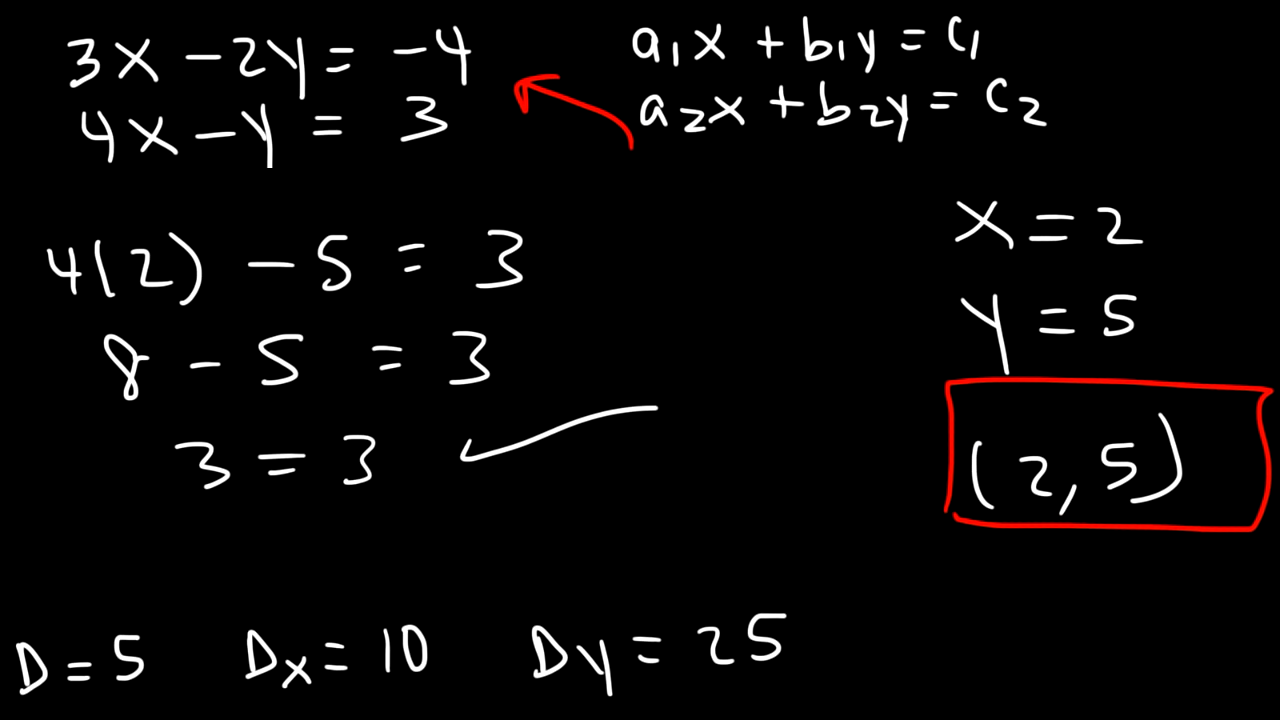 3x - 2y = -4
4x - y = 3
a₁x + b₁y = c₁
a₂x + b₂y = c₂
4(2) - 5 = 3
8 - 5 = 3
3 = 3 ✓
x = 2
y = 5
(2, 5)
D = 5 Dx = 10 Dy = 25